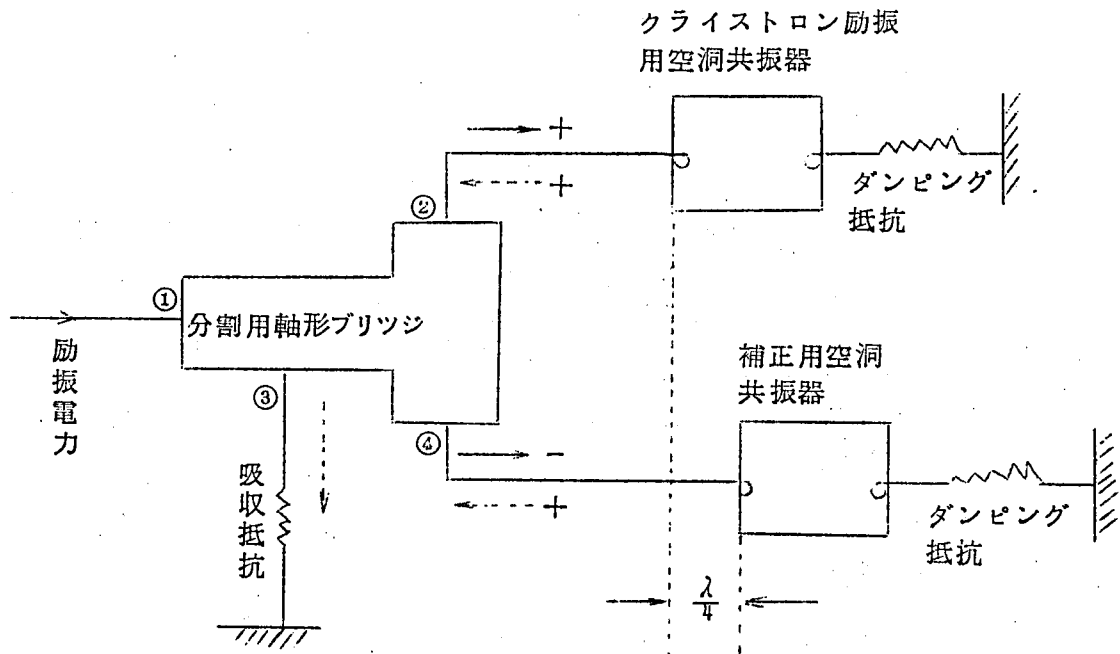 クライストロン励振
用空洞共振器
+
+
②
ダンピング
抵抗
①
分割用軸形ブリツジ
励振電力
③
補正用空洞
共振器
④
-
+
吸収抵抗
ダンピング
抵抗
λ/4